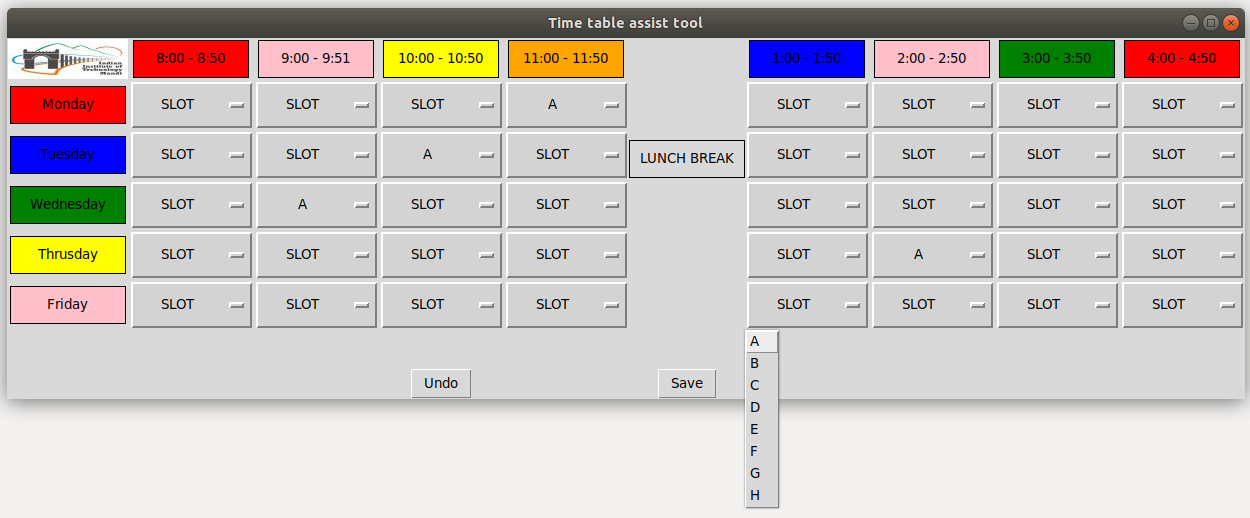 Time table assist tool
Indian
Institute of
Technology
Mandi
8:00 - 8:50 9:00 - 9:51 10:00 - 10:50 11:00 - 11:50 1:00 - 1:50 2:00 - 2:50 3:00 - 3:50 4:00 - 4:50
Monday SLOT SLOT SLOT A SLOT SLOT SLOT SLOT
Tuesday SLOT SLOT A SLOT LUNCH BREAK SLOT SLOT SLOT SLOT
Wednesday SLOT A SLOT SLOT SLOT SLOT SLOT SLOT
Thrusday SLOT SLOT SLOT SLOT SLOT A SLOT SLOT
Friday SLOT SLOT SLOT SLOT SLOT SLOT SLOT SLOT
A
B
C
Undo Save D
E
F
G
H